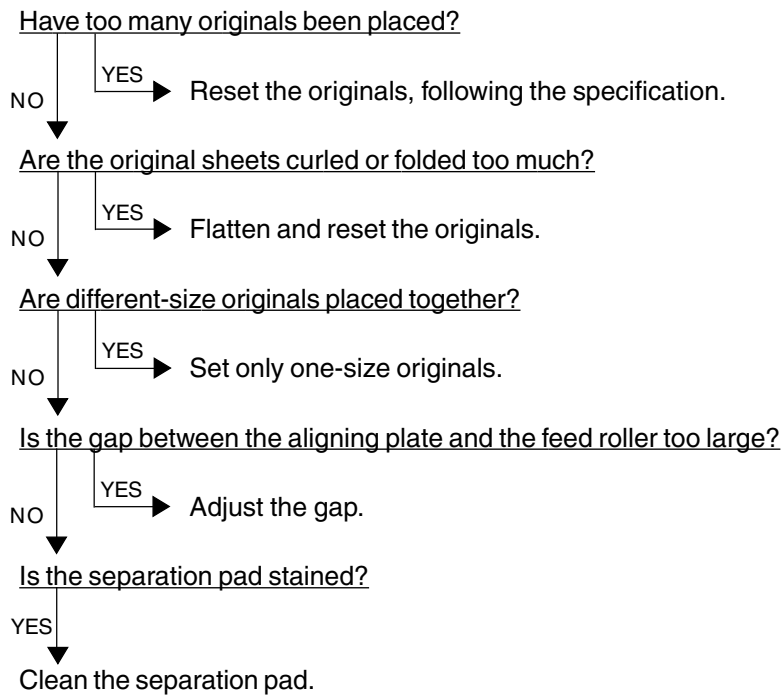 Have too many originals been placed?
YES
Reset the originals, following the specification.
NO
Are the original sheets curled or folded too much?
YES
Flatten and reset the originals.
NO
Are different-size originals placed together?
YES
Set only one-size originals.
NO
Is the gap between the aligning plate and the feed roller too large?
YES
Adjust the gap.
NO
Is the separation pad stained?
YES
Clean the separation pad.